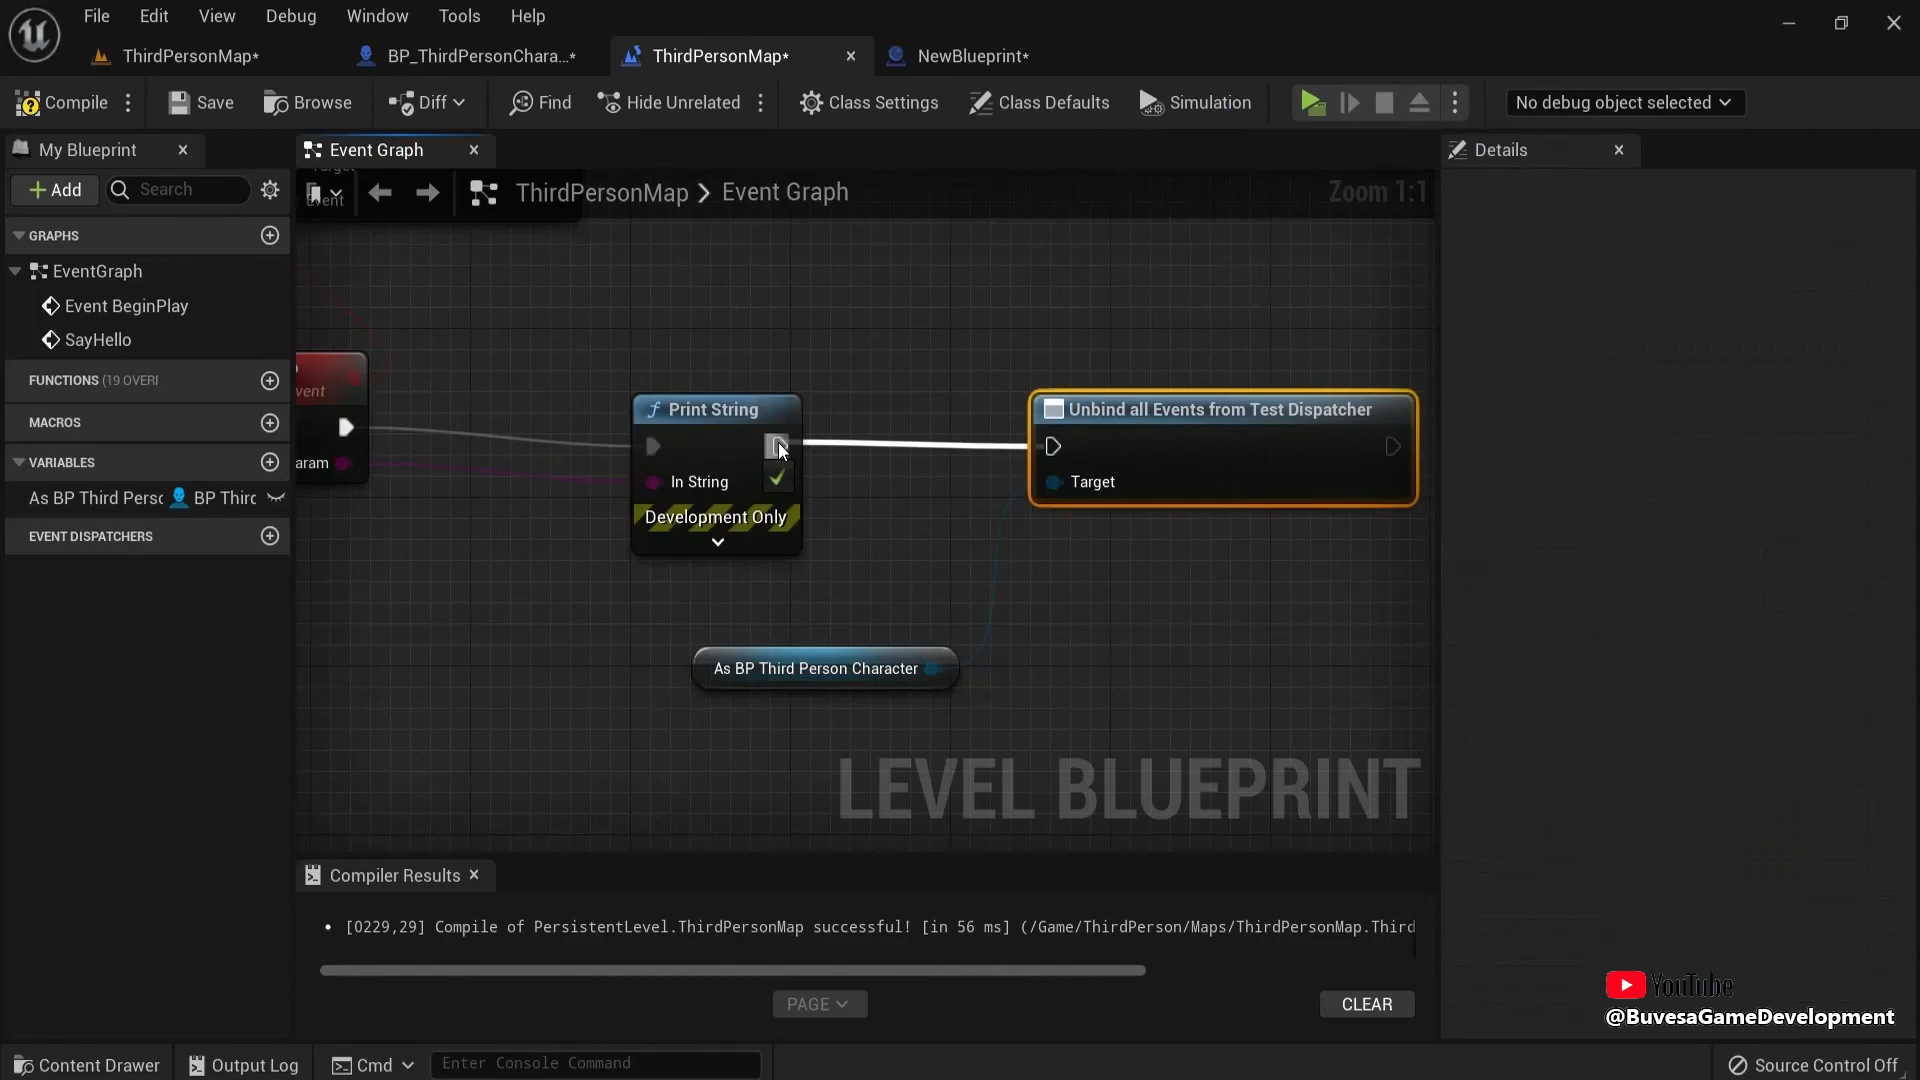 File Edit View Debug Window Tools Help
ThirdPersonMap* BP_ThirdPersonChara...* ThirdPersonMap* NewBlueprint*
Compile Save Browse Diff Find Hide Unrelated Class Settings Class Defaults Simulation No debug object selected
My Blueprint Event Graph Details
Add Search Event ThirdPersonMap > Event Graph Zoom 1:1
GRAPHS
EventGraph
Event BeginPlay
SayHello
FUNCTIONS (19 OVERI
MACROS
VARIABLES
As BP Third Persc BP Thir
EVENT DISPATCHERS
vent
aram
Print String
In String
Development Only
Unbind all Events from Test Dispatcher
Target
As BP Third Person Character
LEVEL BLUEPRINT
Compiler Results
• [0229,29] Compile of PersistentLevel.ThirdPersonMap successful! [in 56 ms] (/Game/ThirdPerson/Maps/ThirdPersonMap.Third
PAGE CLEAR
YouTube
@BuvesaGameDevelopment
Content Drawer Output Log Cmd Enter Console Command Source Control Off